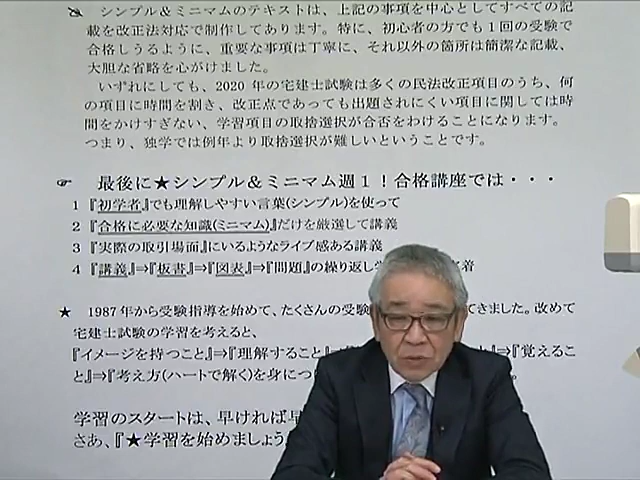 シンプル＆ミニマムのテキストは、上記の事項を中心としてすべての記
載を改正法対応で制作してあります。特に、初心者の方でも１回の受験で
合格しうるように、重要な事項は丁寧に、それ以外の箇所は簡潔な記載、
大胆な省略を心がけました。
いずれにしても、2020 年の宅建士試験は多くの民法改正項目のうち、何
の項目に時間を割き、改正点であっても出題されにくい項目に関しては時
間をかけすぎない、学習項目の取捨選択が合否をわけることになります。
つまり、独学では例年より取捨選択が難しいということです。
☞ 最後に★シンプル＆ミニマム週１！合格講座では・・・
1 『初学者』でも理解しやすい言葉(シンプル)を使って
2 『合格に必要な知識(ミニマム)』だけを厳選して講義
3 『実際の取引場面』にいるようなライブ感ある講義
4 『講義』⇒『板書』⇒『図表』⇒『問題』の繰り返し 着
★ 1987 年から受験指導を始めて、たくさんの受験 てきました。改めて
宅建士試験の学習を考えると、
『イメージを持つこと』⇒『理解すること』 ⇒『覚えるこ
と』⇒『考え方(ハートで解く)を身につ
学習のスタートは、早ければ早
さあ、『★学習を始めましょう